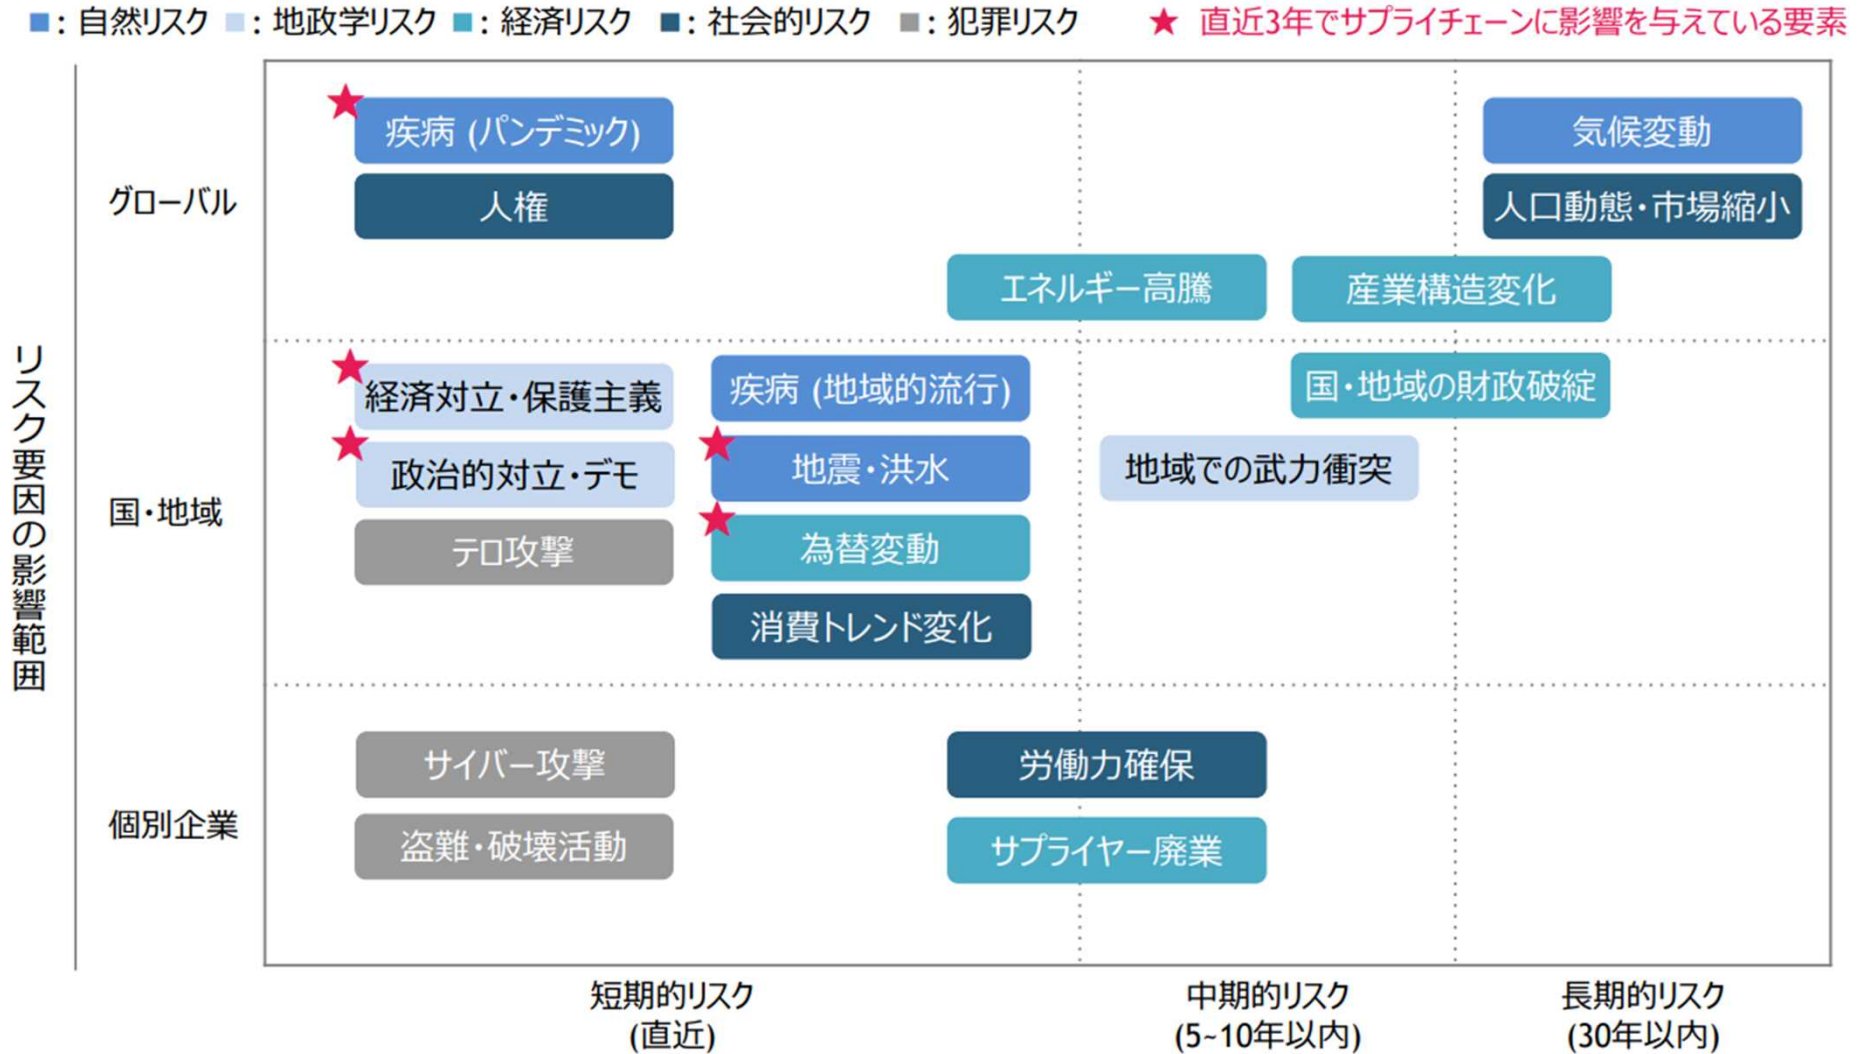 ■：自然リスク ■：地政学リスク ■：経済リスク ■：社会的リスク ■：犯罪リスク ★ 直近3年でサプライチェーンに影響を与えている要素
リスク要因の影響範囲
グローバル
疾病 (パンデミック)
気候変動
人権
人口動態・市場縮小
エネルギー高騰
産業構造変化
国・地域
経済対立・保護主義
疾病 (地域的流行)
国・地域の財政破綻
政治的対立・デモ
地震・洪水
地域での武力衝突
テロ攻撃
為替変動
消費トレンド変化
個別企業
サイバー攻撃
労働力確保
盗難・破壊活動
サプライヤー廃業
短期的リスク
(直近)
中期的リスク
(5~10年以内)
長期的リスク
(30年以内)